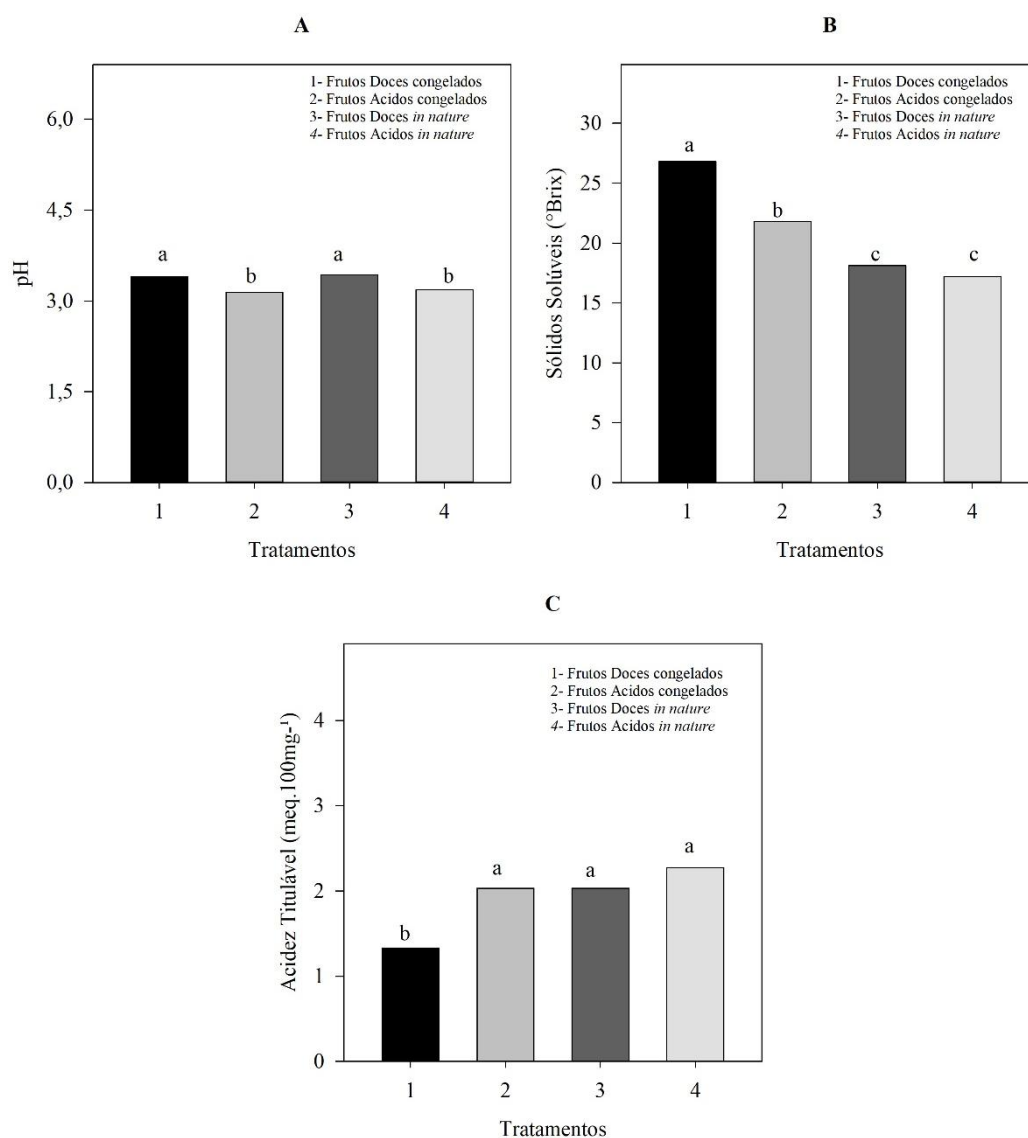 A
1- Frutos Doces congelados
2- Frutos Acidos congelados
3- Frutos Doces in nature
4- Frutos Acidos in nature
6,0
4,5
3,0
1,5
0,0
pH
a
b
a
b
1 2 3 4
Tratamentos
B
1- Frutos Doces congelados
2- Frutos Acidos congelados
3- Frutos Doces in nature
4- Frutos Acidos in nature
30
25
20
15
10
5
0
Sólidos Solúveis (°Brix)
a
b
c
c
1 2 3 4
Tratamentos
C
1- Frutos Doces congelados
2- Frutos Acidos congelados
3- Frutos Doces in nature
4- Frutos Acidos in nature
4
3
2
1
0
Acidez Titulável (meq.100mg-¹)
b
a
a
a
1 2 3 4
Tratamentos